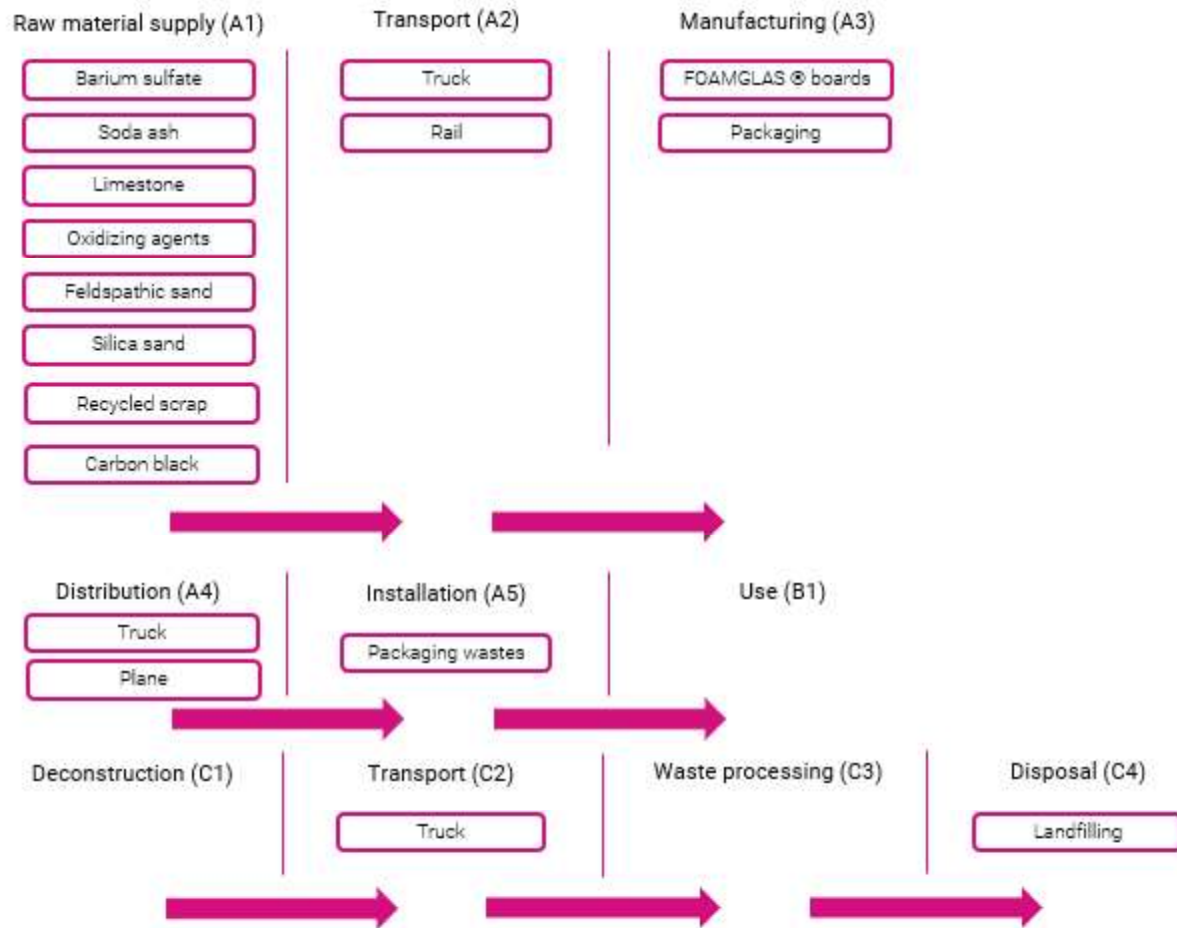 Raw material supply (A1)
Barium sulfate
Soda ash
Limestone
Oxidizing agents
Feldspathic sand
Silica sand
Recycled scrap
Carbon black
Transport (A2)
Truck
Rail
Manufacturing (A3)
FOAMGLAS ® boards
Packaging
Distribution (A4)
Truck
Plane
Installation (A5)
Packaging wastes
Use (B1)
Deconstruction (C1)
Transport (C2)
Truck
Waste processing (C3)
Disposal (C4)
Landfilling